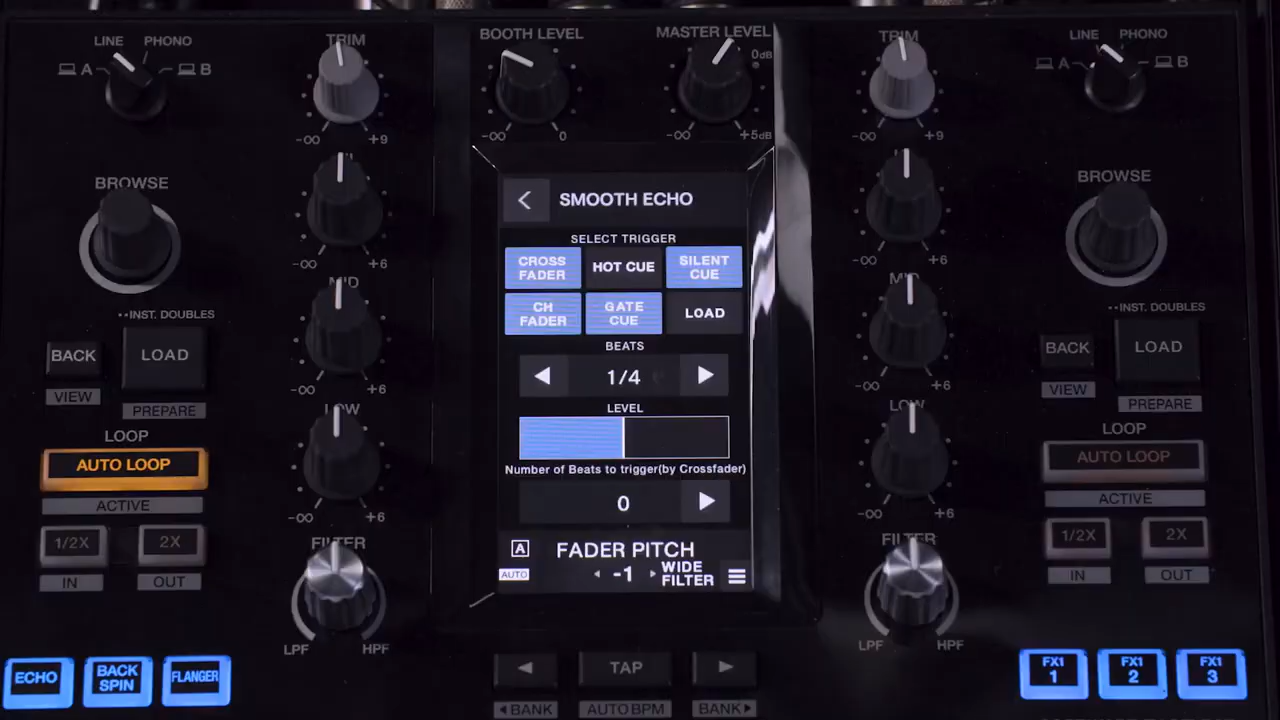 LINE PHONO
A B
TRIM
-∞ +9
BOOTH LEVEL
-∞ 0
MASTER LEVEL
0dB
-∞ +5dB
TRIM
-∞ +9
LINE PHONO
A B
BROWSE
-∞ +6
MID
-∞ +6
LOW
-∞ +6
FILTER
LPF HPF
INST. DOUBLES
BACK
LOAD
VIEW
PREPARE
LOOP
AUTO LOOP
ACTIVE
1/2X 2X
IN OUT
ECHO
BACK
SPIN
FLANGER
SMOOTH ECHO
SELECT TRIGGER
CROSS
FADER
HOT CUE
SILENT
CUE
CH
FADER
GATE
CUE
LOAD
BEATS
1/4
LEVEL
Number of Beats to trigger(by Crossfader)
0
A
FADER PITCH
AUTO
-1
WIDE
FILTER
TAP
BANK AUTO BPM BANK
-∞ +6
MID
-∞ +6
LOW
-∞ +6
FILTER
LPF HPF
BROWSE
INST. DOUBLES
BACK
LOAD
VIEW
PREPARE
LOOP
AUTO LOOP
ACTIVE
1/2X 2X
IN OUT
FX1
1
FX1
2
FX1
3